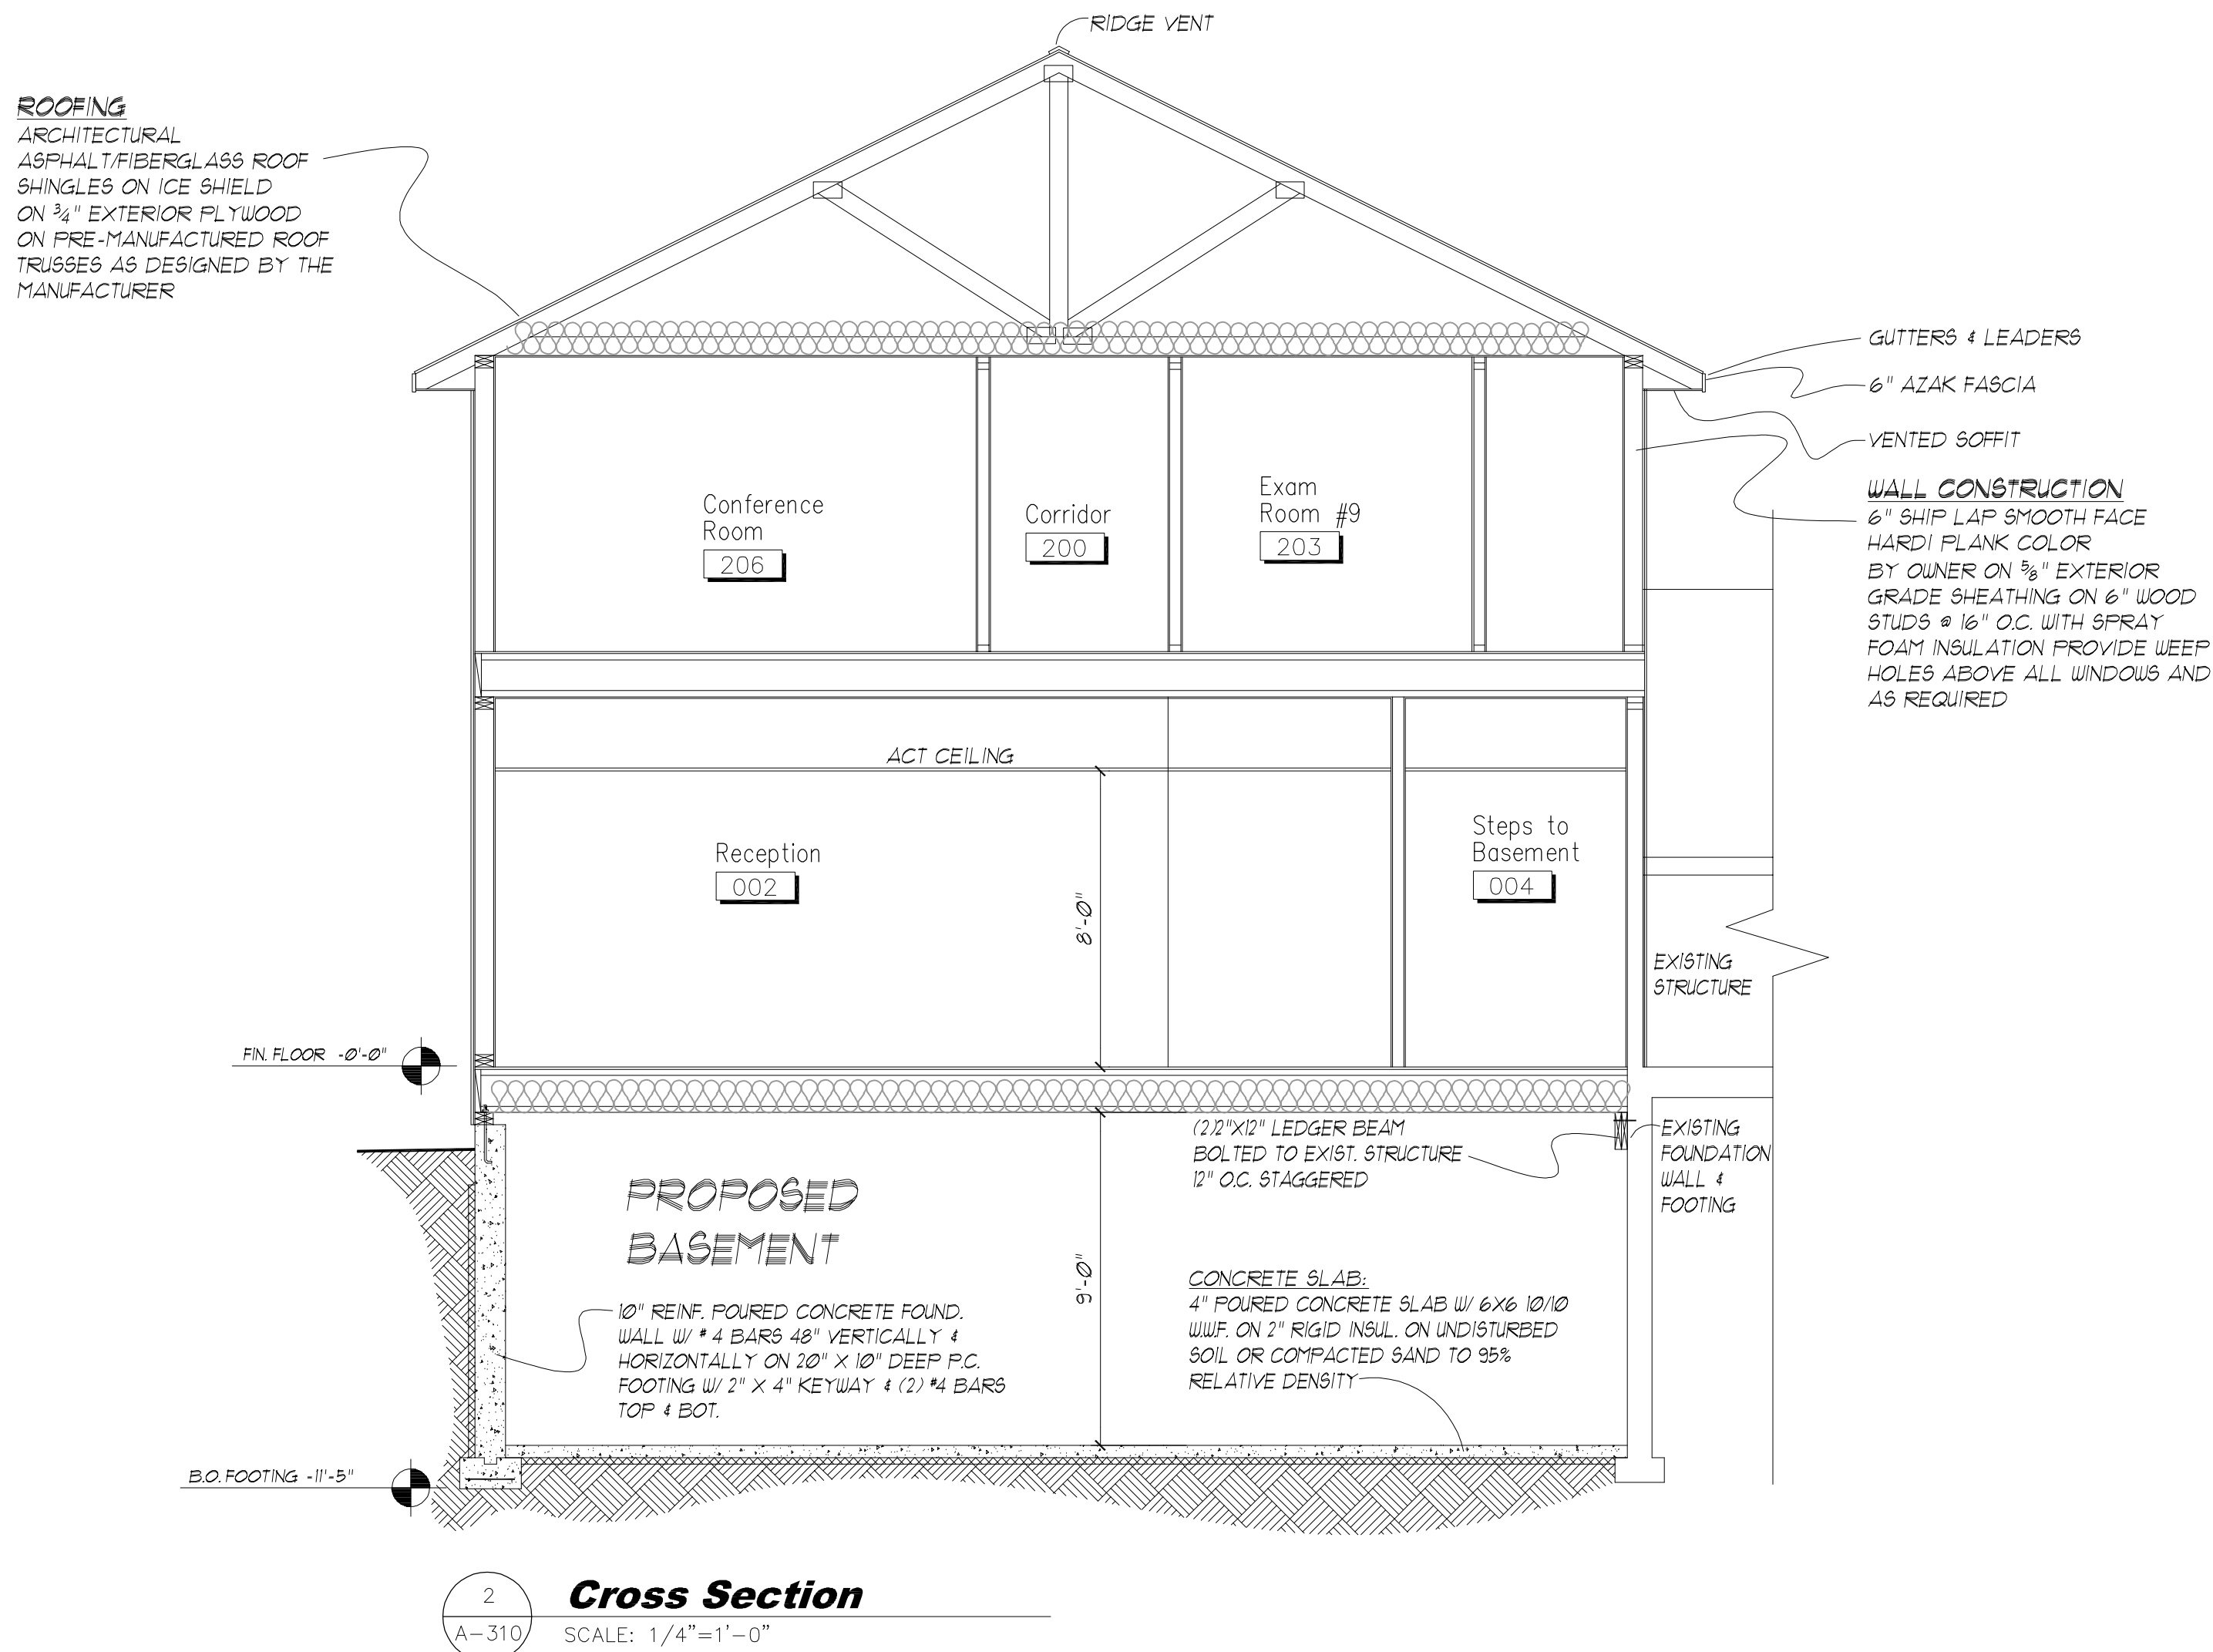 RIDGE VENT
ROOFING
ARCHITECTURAL
ASPHALT/FIBERGLASS ROOF
SHINGLES ON ICE SHIELD
ON 3/4" EXTERIOR PLYWOOD
ON PRE-MANUFACTURED ROOF
TRUSSES AS DESIGNED BY THE
MANUFACTURER
GUTTERS & LEADERS
6" AZAK FASCIA
VENTED SOFFIT
WALL CONSTRUCTION
6" SHIP LAP SMOOTH FACE
HARDI PLANK COLOR
BY OWNER ON 5/8" EXTERIOR
GRADE SHEATHING ON 6" WOOD
STUDS @ 16" O.C. WITH SPRAY
FOAM INSULATION PROVIDE WEEP
HOLES ABOVE ALL WINDOWS AND
AS REQUIRED
Conference
Room
206
Corridor
200
Exam
Room #9
203
ACT CEILING
Reception
002
8'-0"
Steps to
Basement
004
EXISTING
STRUCTURE
FIN. FLOOR -0'-0"
(2)2"X12" LEDGER BEAM
BOLTED TO EXIST. STRUCTURE
12" O.C. STAGGERED
EXISTING
FOUNDATION
WALL &
FOOTING
PROPOSED
BASEMENT
9'-0"
10" REINF. POURED CONCRETE FOUND.
WALL W/ # 4 BARS 48" VERTICALLY &
HORIZONTALLY ON 20" X 10" DEEP P.C.
FOOTING W/ 2" X 4" KEYWAY & (2) #4 BARS
TOP & BOT.
CONCRETE SLAB:
4" POURED CONCRETE SLAB W/ 6X6 10/10
W.W.F. ON 2" RIGID INSUL. ON UNDISTURBED
SOIL OR COMPACTED SAND TO 95%
RELATIVE DENSITY
B.O. FOOTING -11'-5"
2
A-310
Cross Section
SCALE: 1/4"=1'-0"